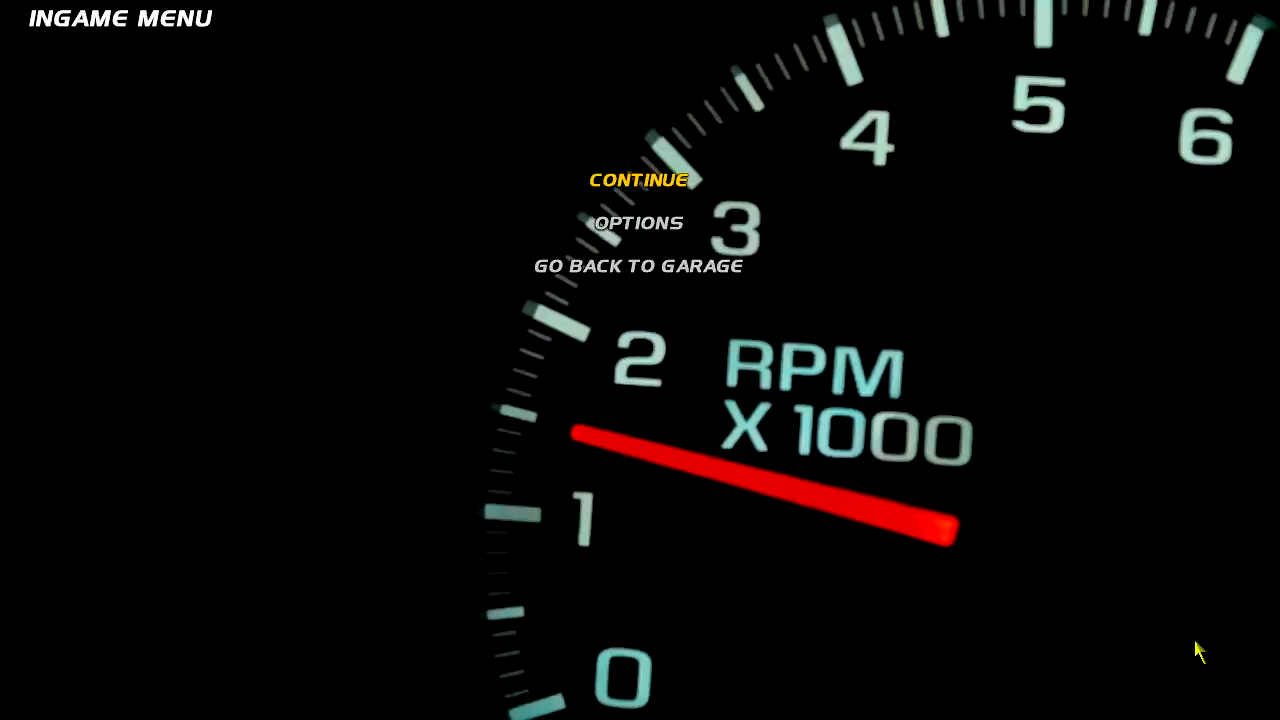 INGAME MENU
4
5
6
CONTINUE
OPTIONS
3
GO BACK TO GARAGE
2
RPM
X 1000
1
0